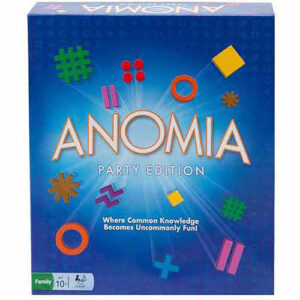 ANOMIA
PARTY EDITION
Where Common Knowledge
Becomes Uncommonly Fun!
Family
10+